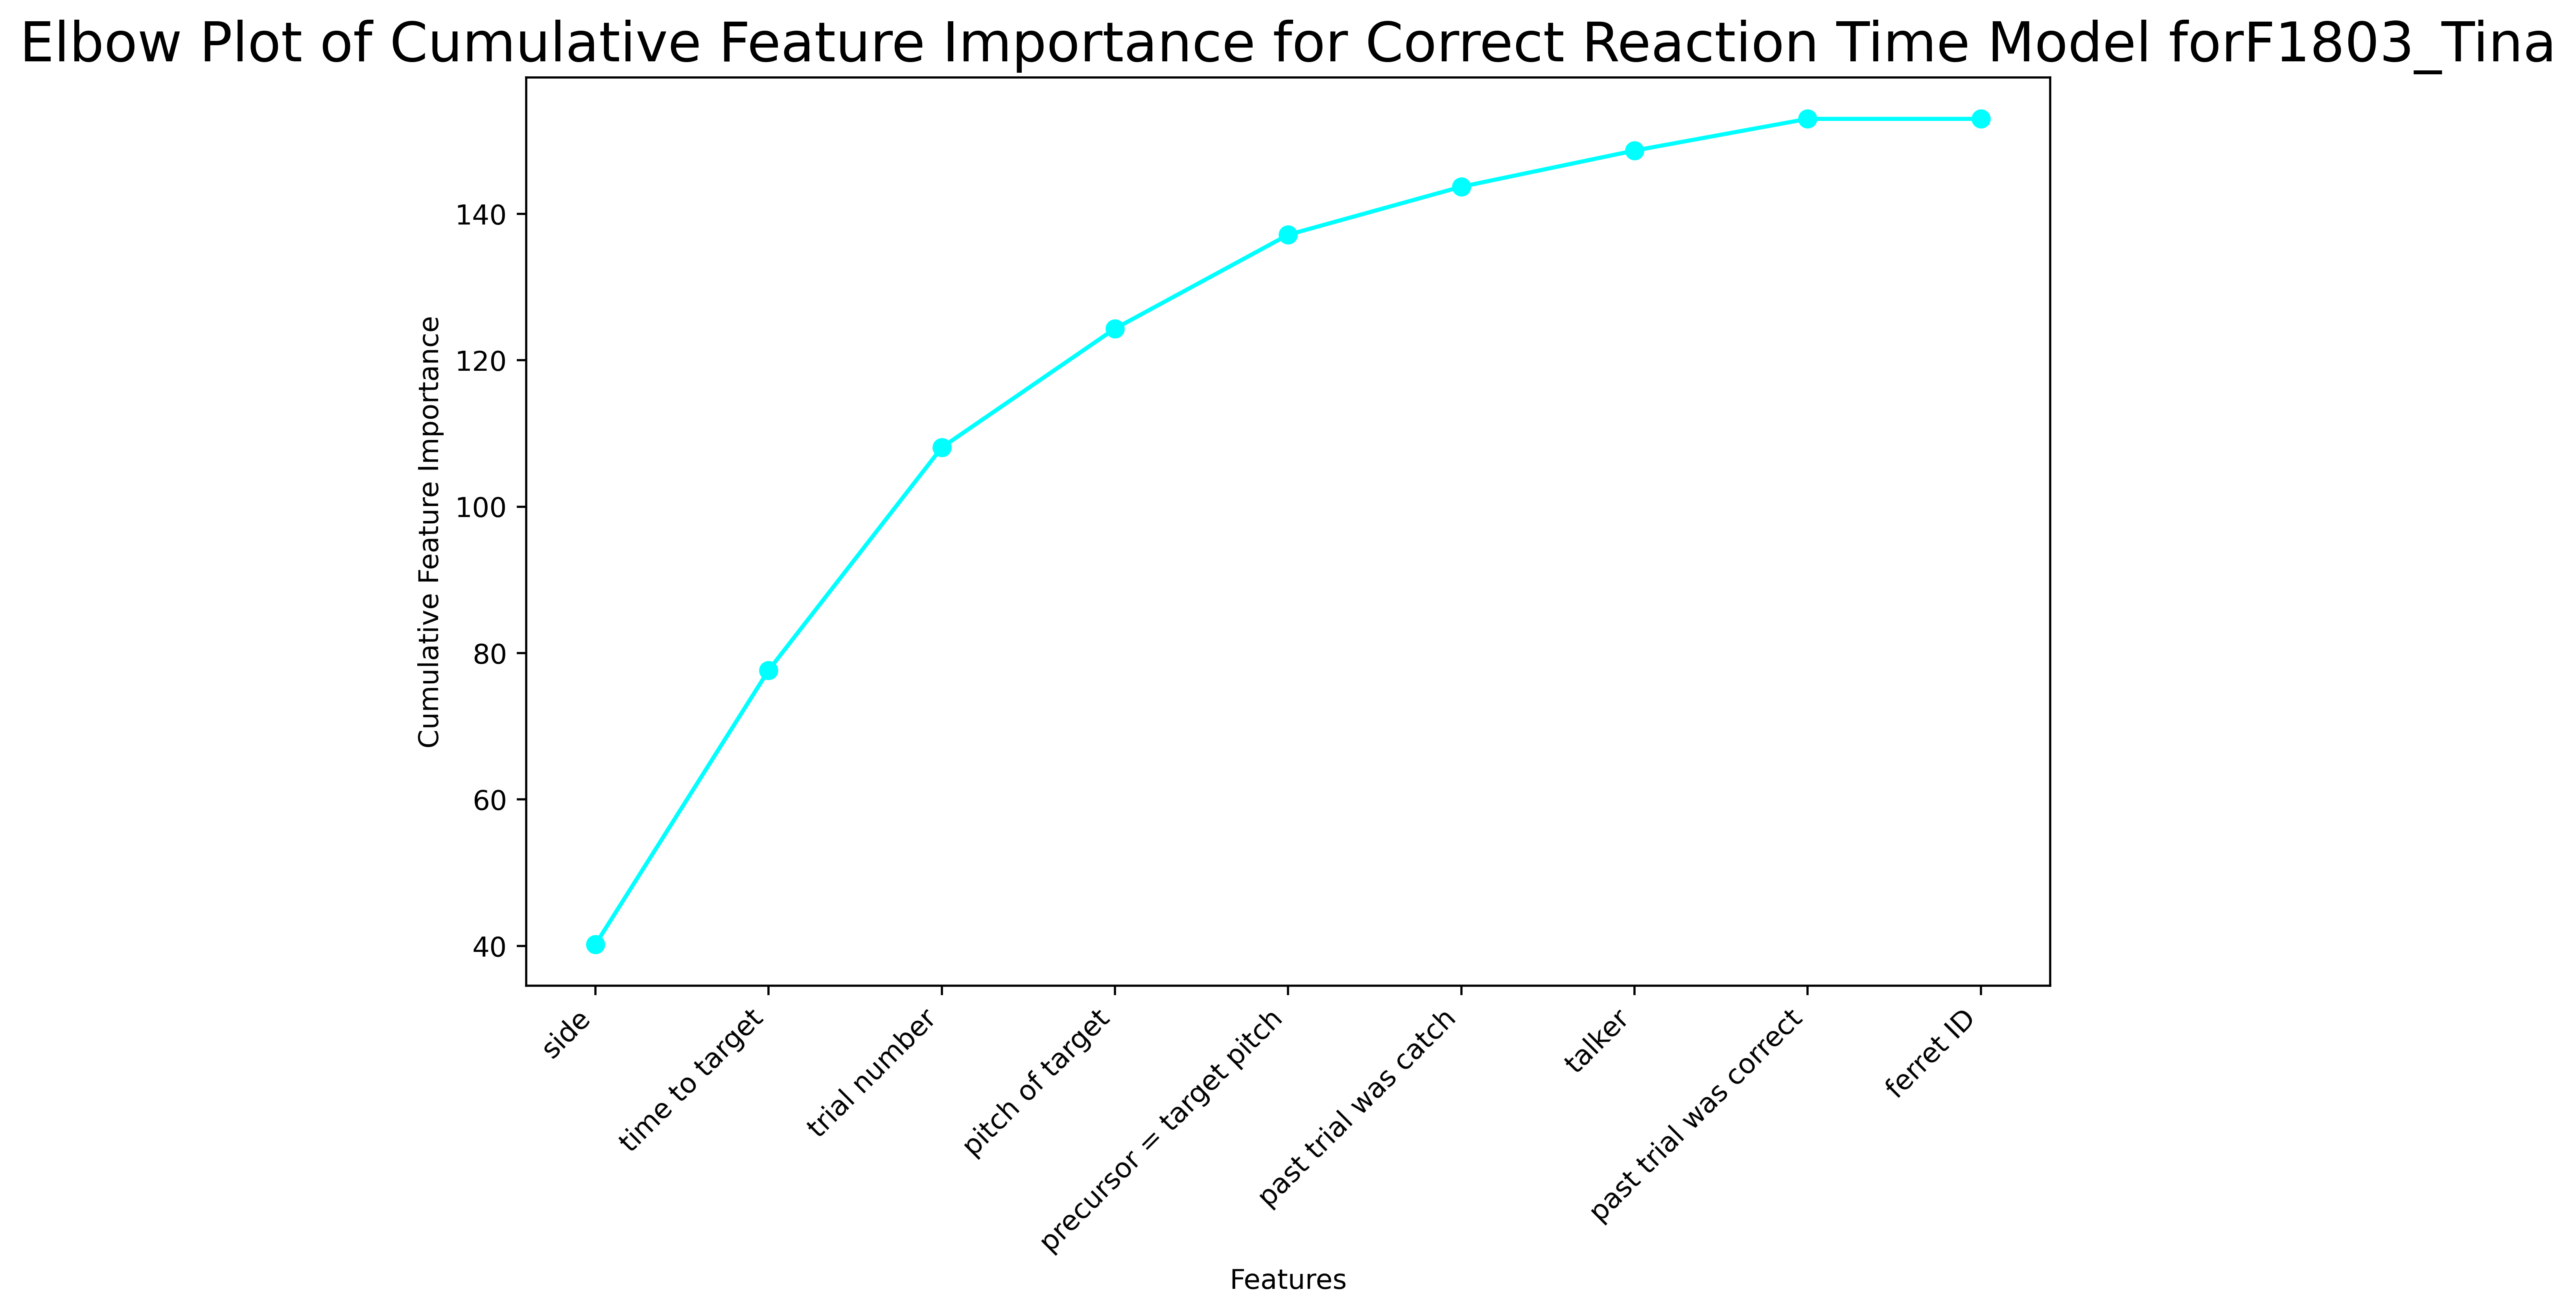 Elbow Plot of Cumulative Feature Importance for Correct Reaction Time Model forF1803_Tina
Cumulative Feature Importance
140
120
100
80
60
40
side
time to target
trial number
pitch of target
precursor = target pitch
past trial was catch
talker
past trial was correct
ferret ID
Features